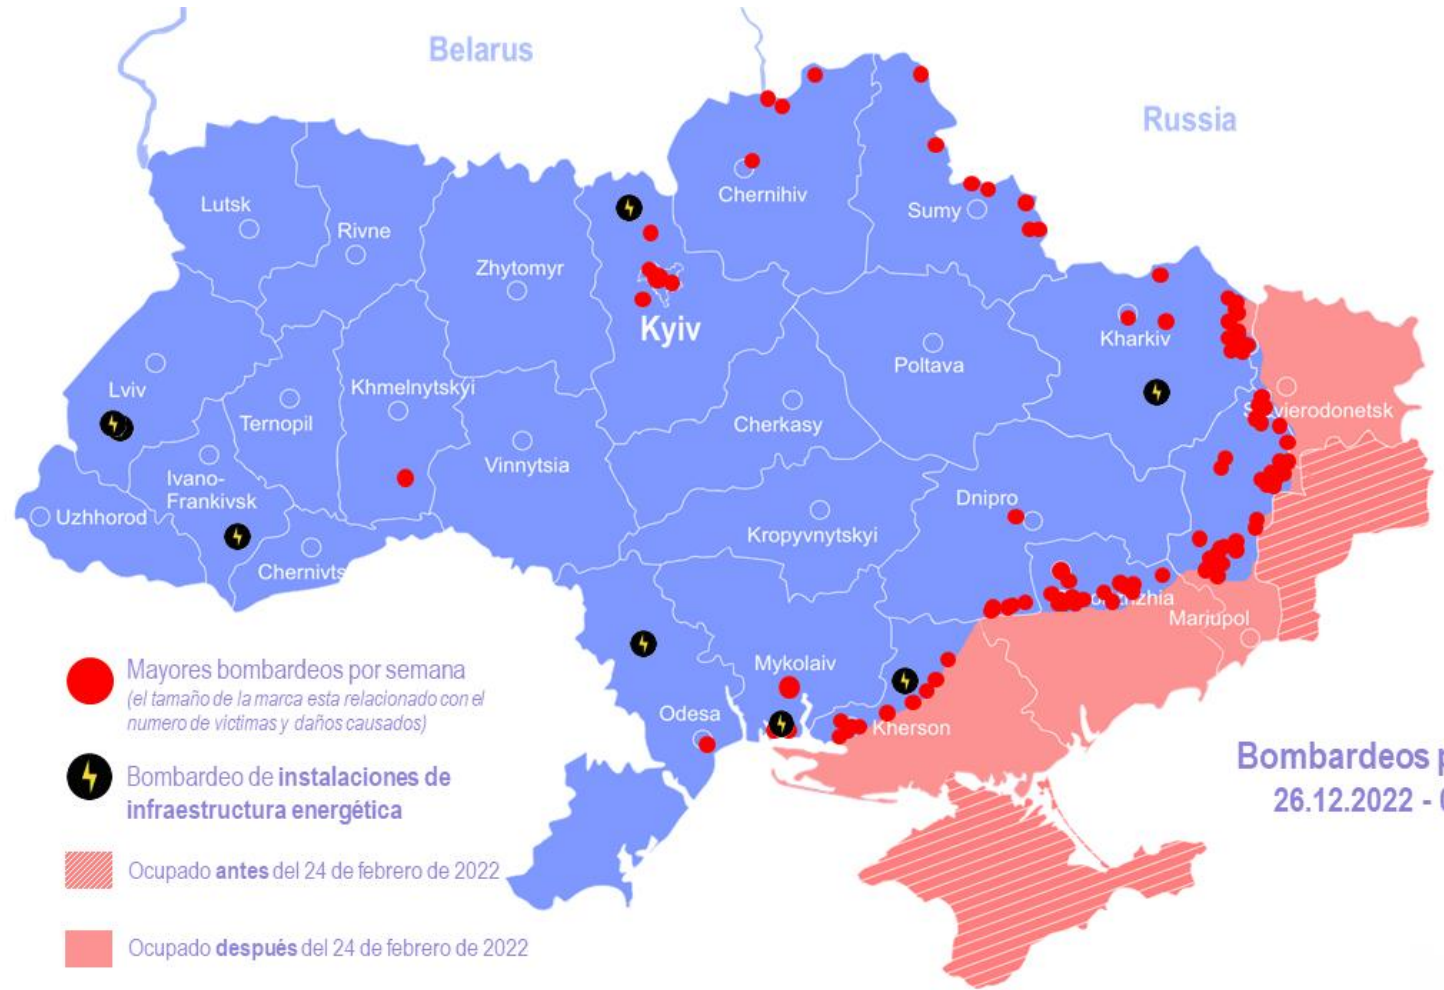 Belarus
Russia
Chernihiv
Lutsk
Sumy
Rivne
Zhytomyr
Kyiv
Kharkiv
Poltava
Lviv
Khmelnytskyi
Ternopil
Cherkasy
Vinnytsia
Ivano-
Frankivsk
Dnipro
Uzhhorod
Kropyvnytskyi
Chernivts
Mariupol
Mykolaiv
Odesa
Kherson
Mayores bombardeos por semana
(el tamaño de la marca esta relacionado con el
numero de victimas y daños causados)
Bombardeo de instalaciones de
infraestructura energética
Ocupado antes del 24 de febrero de 2022
Ocupado después del 24 de febrero de 2022
Bombardeos
26.12.2022 -